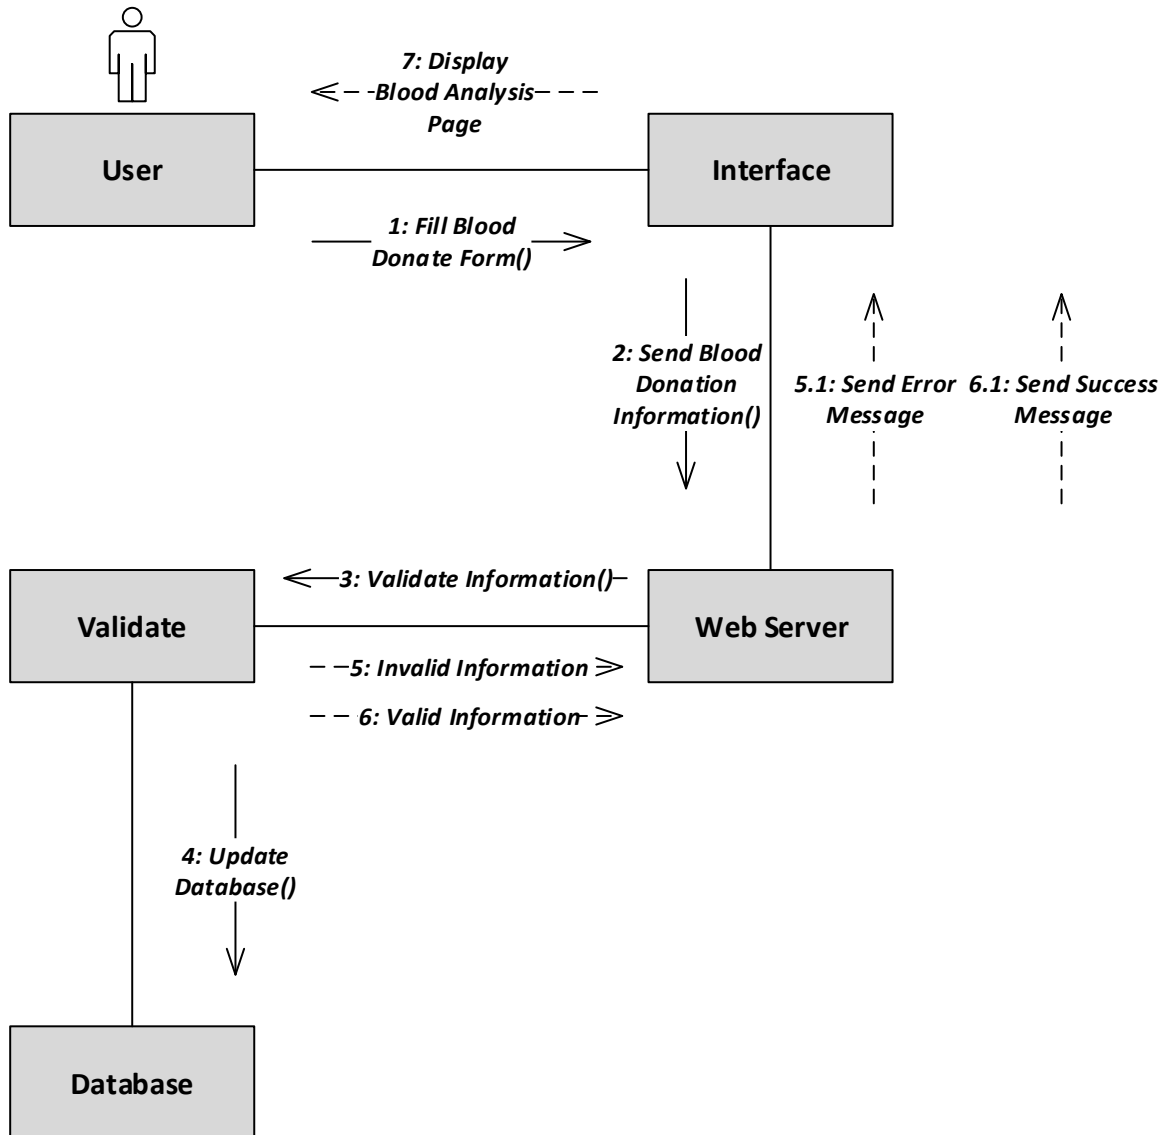 7: Display
Blood Analysis
Page
User
Interface
1: Fill Blood
Donate Form()
2: Send Blood
Donation
Information()
5.1: Send Error
Message
6.1: Send Success
Message
3: Validate Information()
Validate
Web Server
5: Invalid Information
6: Valid Information
4: Update
Database()
Database